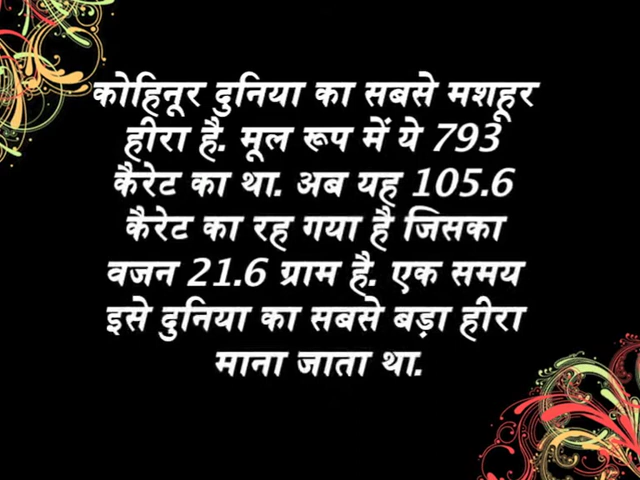 कोहिनूर दुनिया का सबसे मशहूर
हीरा है. मूल रूप में ये 793
कैरेट का था. अब यह 105.6
कैरेट का रह गया है जिसका
वजन 21.6 ग्राम है. एक समय
इसे दुनिया का सबसे बड़ा हीरा
माना जाता था.